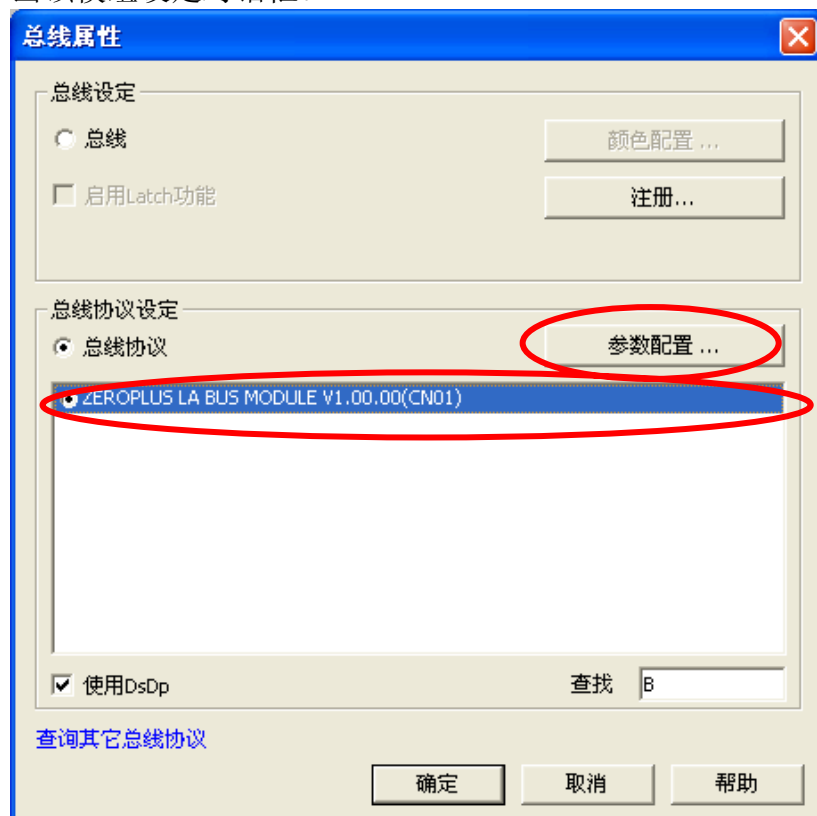 总线属性
总线设定
总线
颜色配置 ...
启用Latch功能
注册...
总线协议设定
总线协议
参数配置 ...
ZEROPLUS LA BUS MODULE V1.00.00(CN01)
使用DsDp
查找 B
查询其它总线协议
确定 取消 帮助